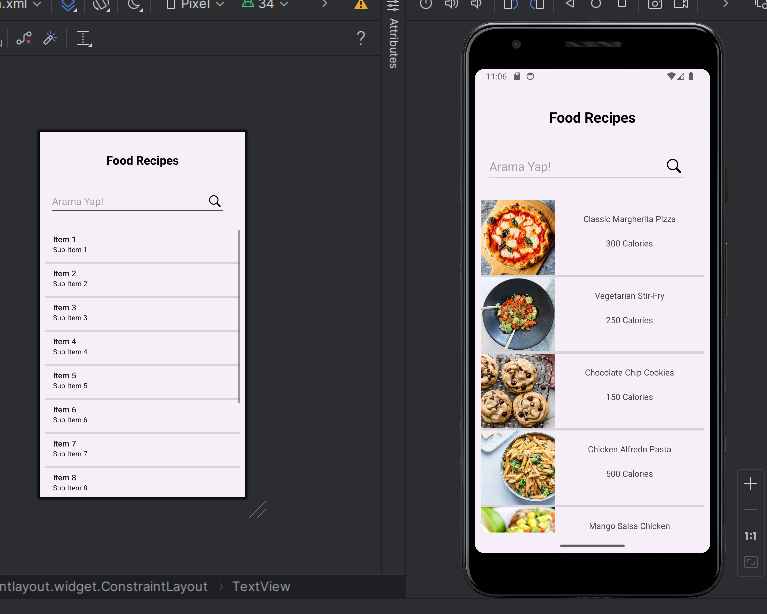 .xml
Pixel
34
Attributes
?
Food Recipes
Arama Yap!
Item 1
Sub Item 1
Item 2
Sub Item 2
Item 3
Sub Item 3
Item 4
Sub Item 4
Item 5
Sub Item 5
Item 6
Sub Item 6
Item 7
Sub Item 7
Item 8
Sub Item 8
11:06
Food Recipes
Arama Yap!
Classic Margherita Pizza
300 Calories
Vegetarian Stir-Fry
250 Calories
Chocolate Chip Cookies
150 Calories
Chicken Alfredo Pasta
500 Calories
Mango Salsa Chicken
1:1
ntlayout.widget.ConstraintLayout › TextView